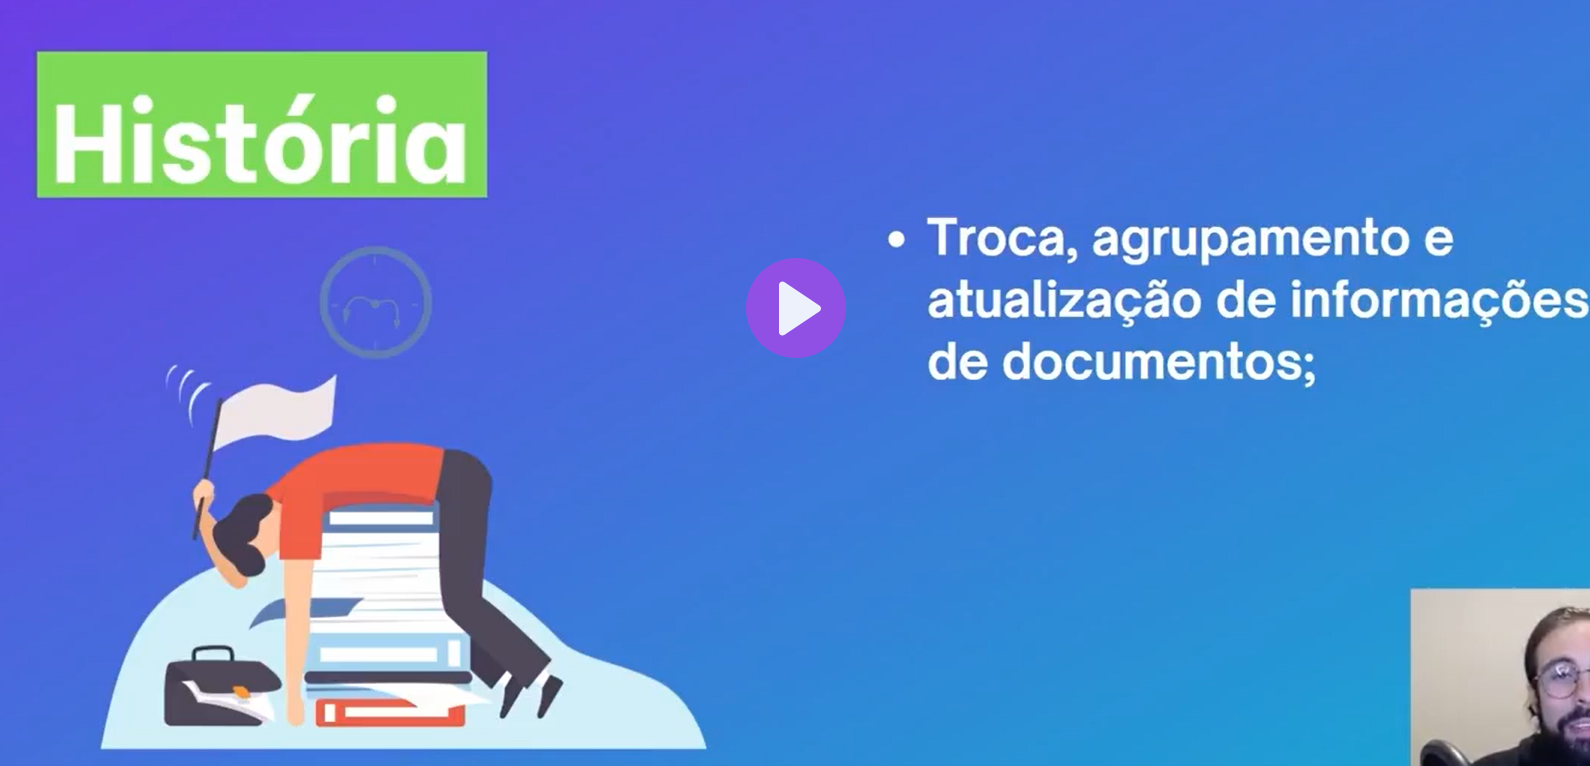 História
• Troca, agrupamento e
atualização de informações
de documentos;